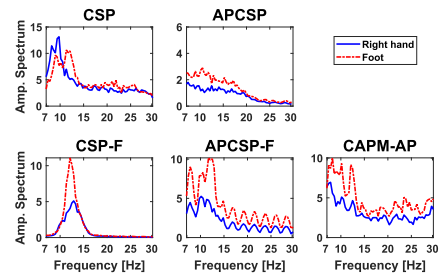 CSP
APCSP
Amp. Spectrum
15
10
5
0
7 10 15 20 25 30
6
4
2
0
7 10 15 20 25 30
Right hand
Foot
CSP-F
APCSP-F
CAPM-AP
Amp. Spectrum
10
5
0
7 10 15 20 25 30
Frequency [Hz]
10
5
0
7 10 15 20 25 30
Frequency [Hz]
10
5
0
7 10 15 20 25 30
Frequency [Hz]